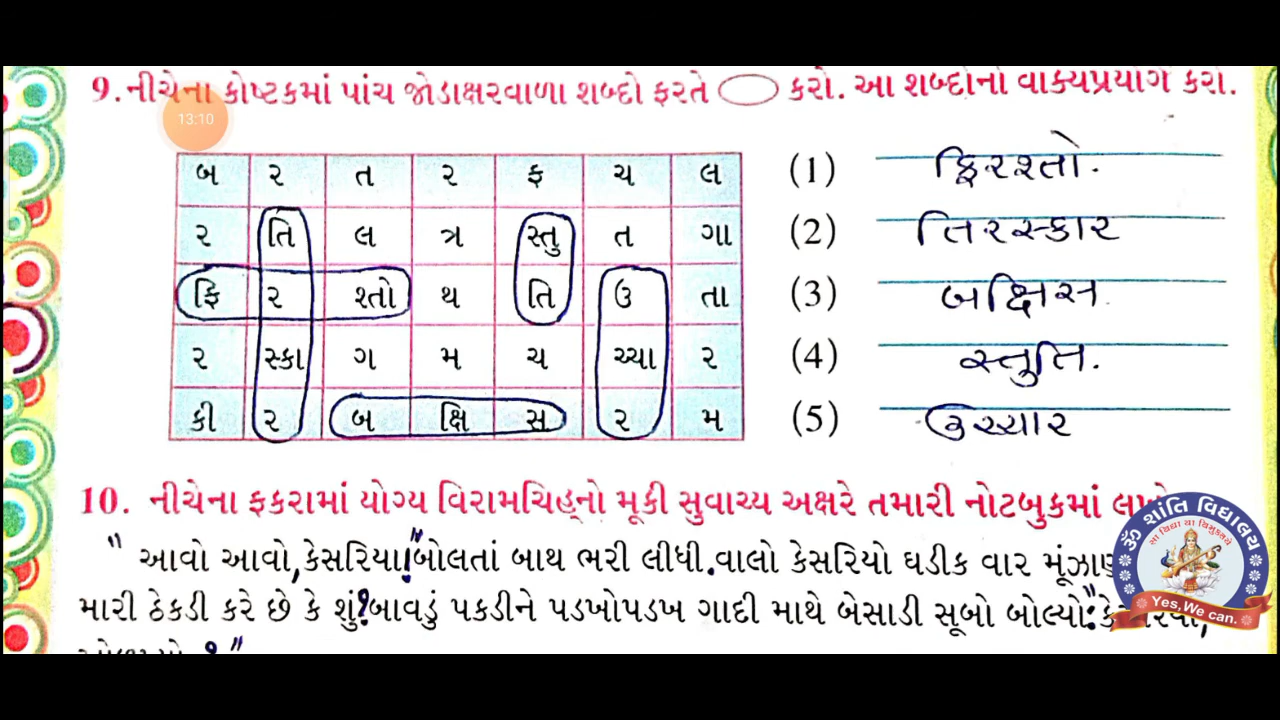 9. નીચેના કોષ્ટકમાં પાંચ જોડાક્ષરવાળા શબ્દો ફરતે કરો. આ શબ્દોનો વાક્યપ્રયોગ કરો.
13:10
બ ર ત ર ફ ચ લ
ર તિ લ ત્ર સ્તુ ત ગા
ફિ ર શ્તો થ તિ ઉ તા
ર સ્કા ગ મ ચ ચ્ચા ર
કી ર બ ક્ષિ સ ર મ
(1) ફિરશ્તો.
(2) તિરસ્કાર
(3) બક્ષિસ.
(4) સ્તુતિ.
(5) ઉચ્ચાર
10. નીચેના ફકરામાં યોગ્ય વિરામચિહ્નો મૂકી સુવાચ્ય અક્ષરે તમારી નોટબુકમાં
" આવો આવો,કેસરિયા!"બોલતાં બાથ ભરી લીધી.વાલો કેસરિયો ઘડીક વાર
મારી ઠેકડી કરે છે કે શું?બાવડું પકડીને પડખોપડખ ગાદી માથે બેસાડી સૂબો બોલ્યો:"
ૐ શાંતિ વિદ્યાલય
सा विद्या या विमुक्तये
Yes, We can.